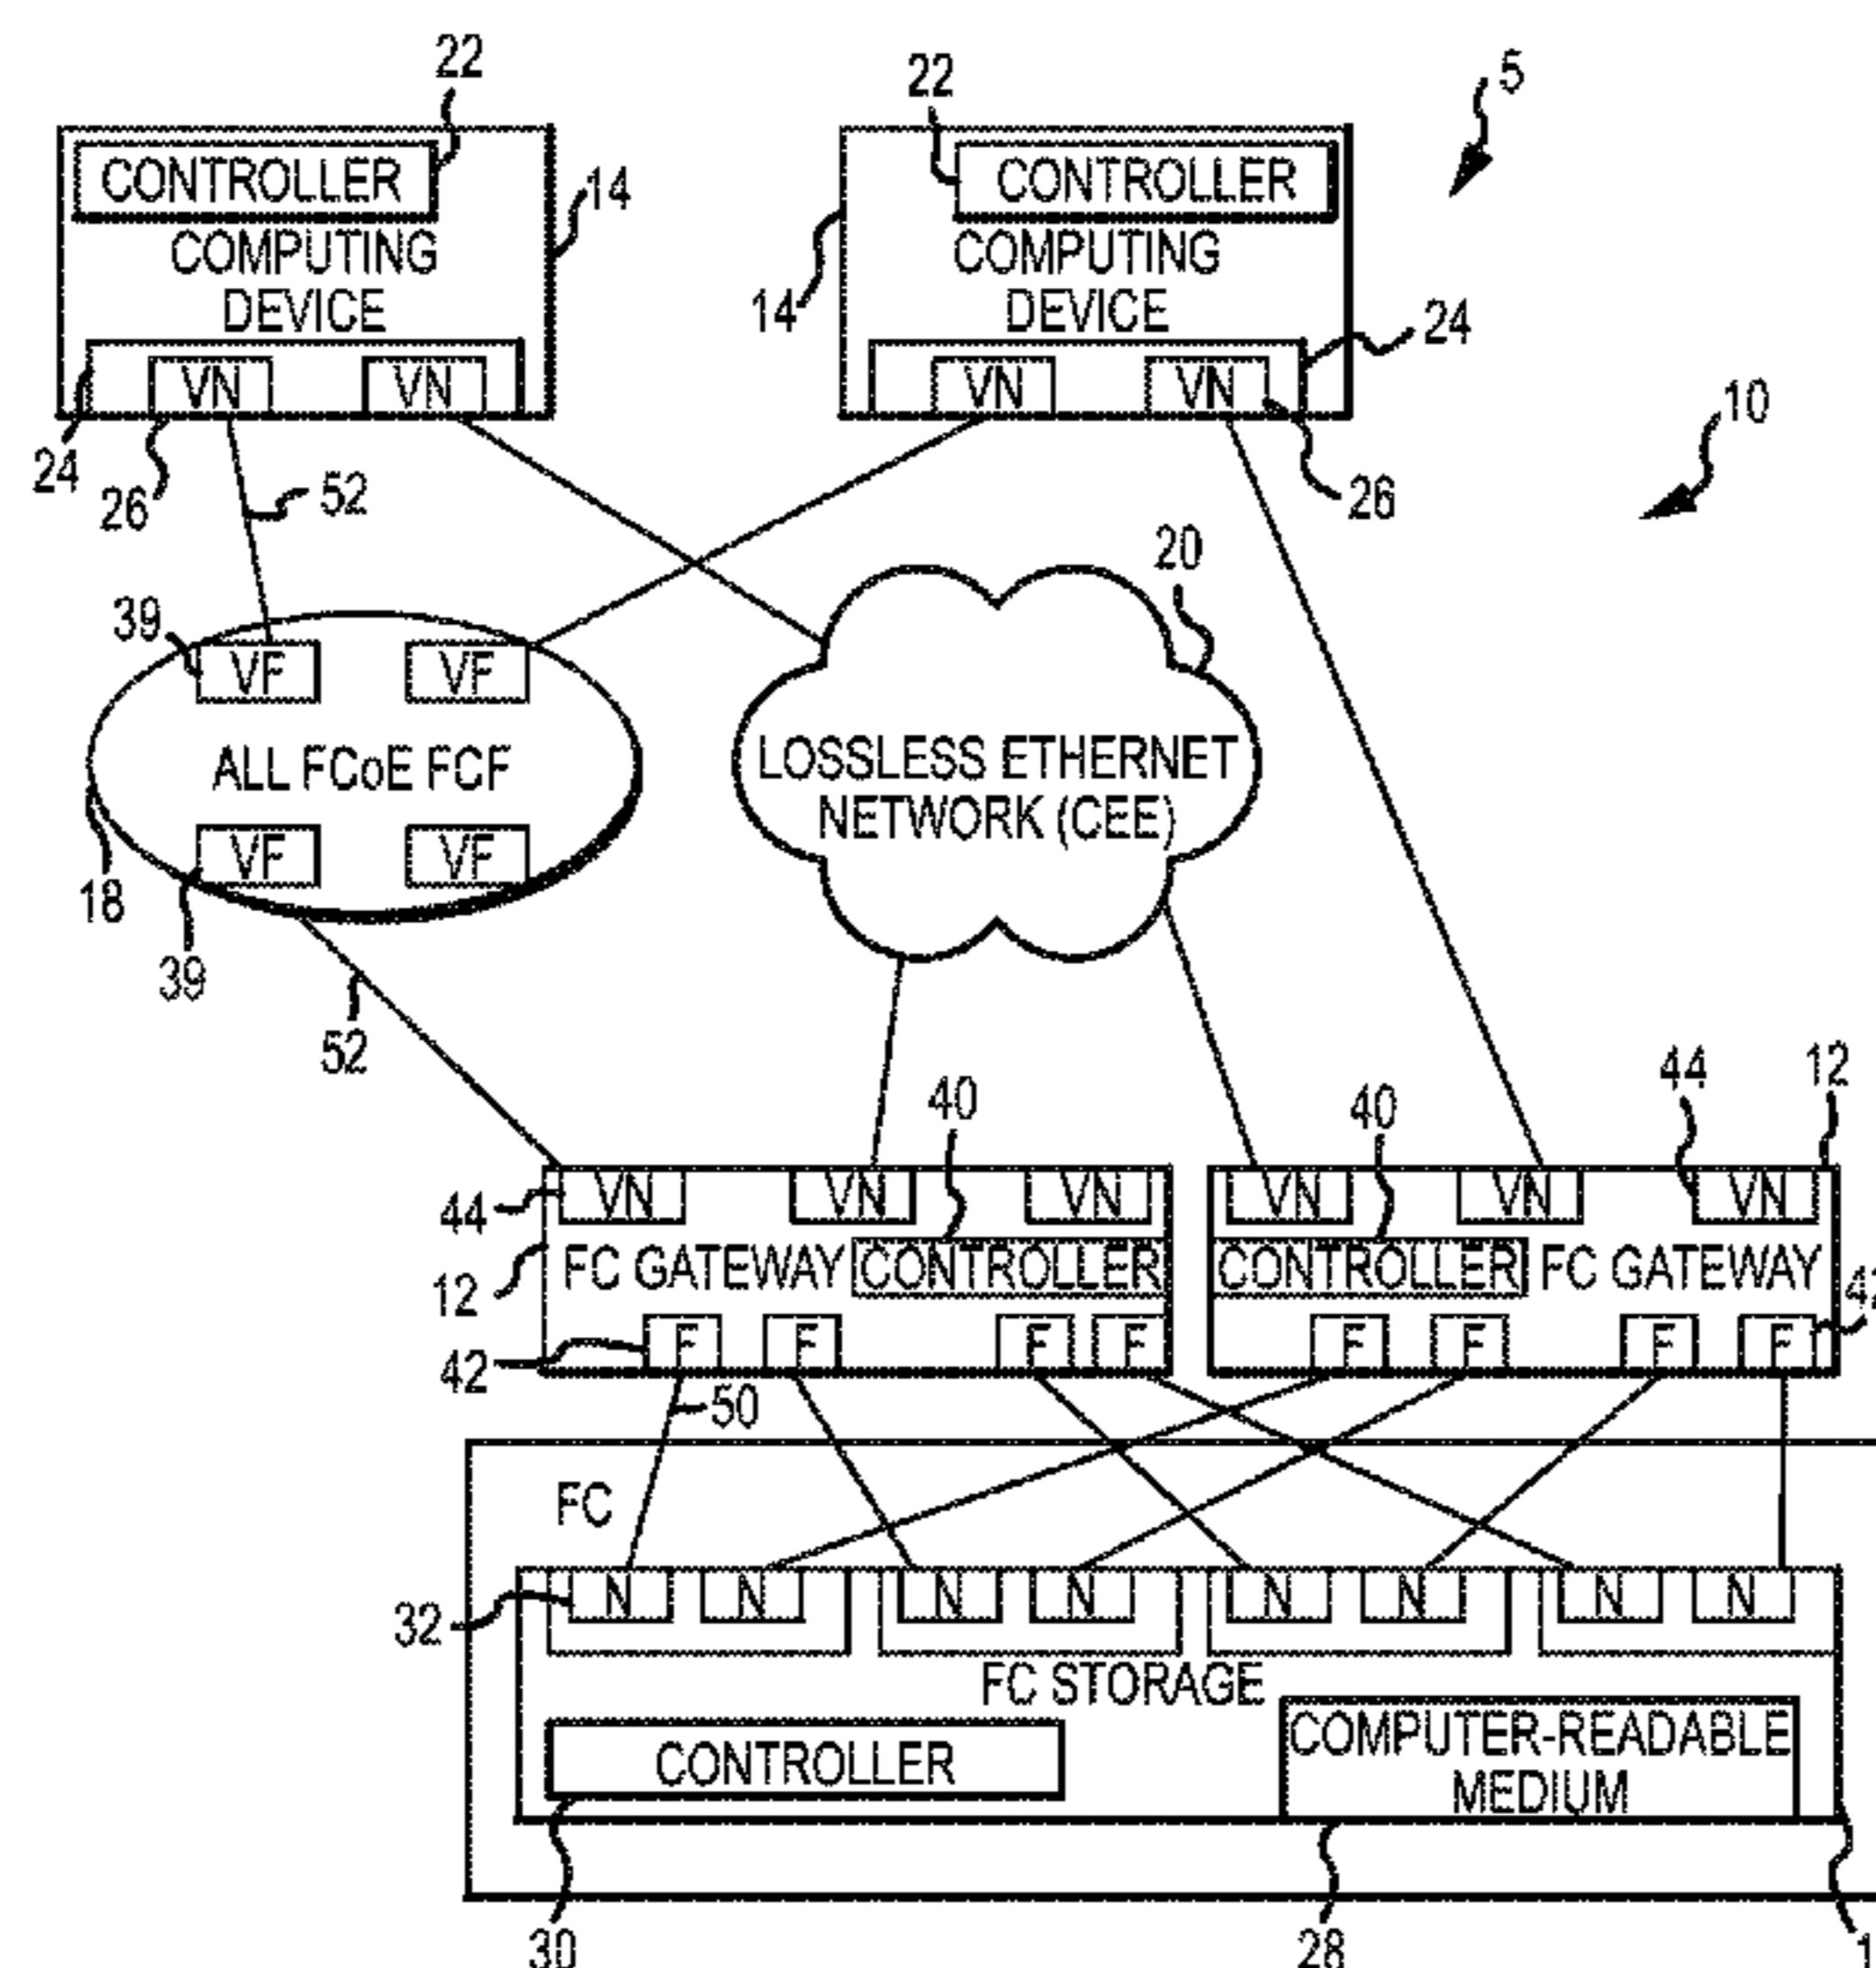 22
22
5
CONTROLLER
CONTROLLER
14
COMPUTING
DEVICE
COMPUTING
DEVICE
14
24
VN
VN
VN
VN
10
24
26
52
26
20
39
VF
VF
ALL FCoE FCF
LOSSLESS ETHERNET
NETWORK (CEE)
VF
VF
18
39
52
40
40
44
12
44
VN
VN
VN
VN
VN
VN
12
FC GATEWAY
CONTROLLER
CONTROLLER
FC GATEWAY
42
F
F
F
F
F
F
F
F
50
FC
32
N
N
N
N
N
N
N
N
FC STORAGE
CONTROLLER
COMPUTER-READABLE
MEDIUM
30
28